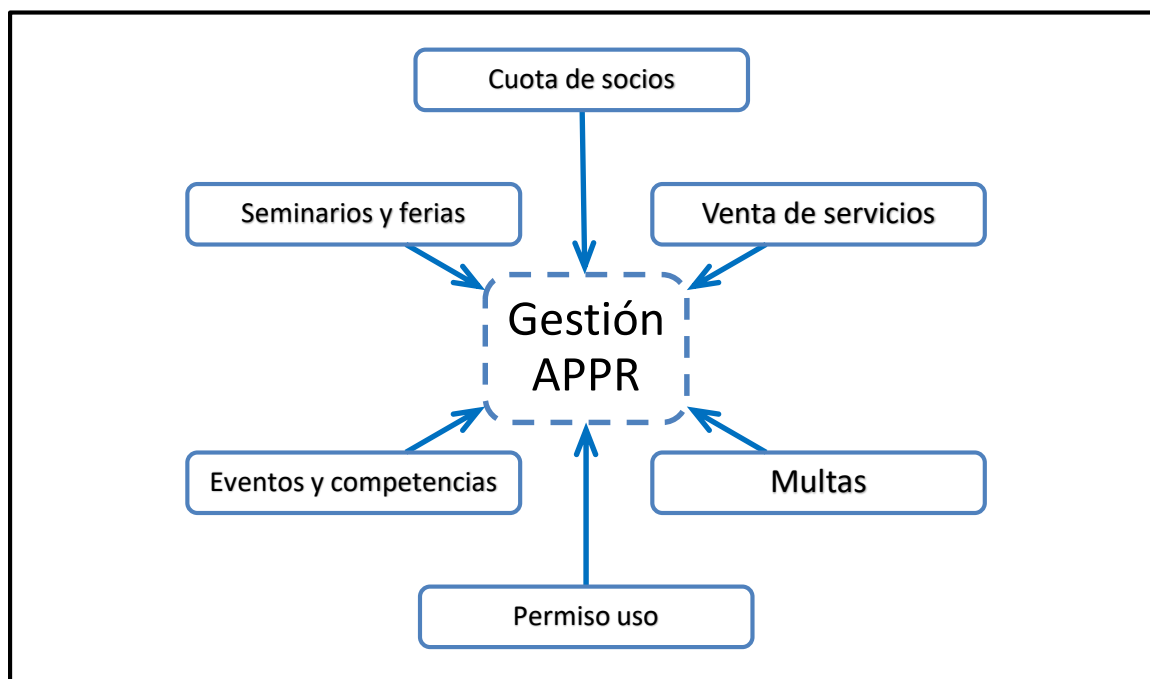 Cuota de socios
Seminarios y ferias
Venta de servicios
Gestión
APPR
Eventos y competencias
Multas
Permiso uso